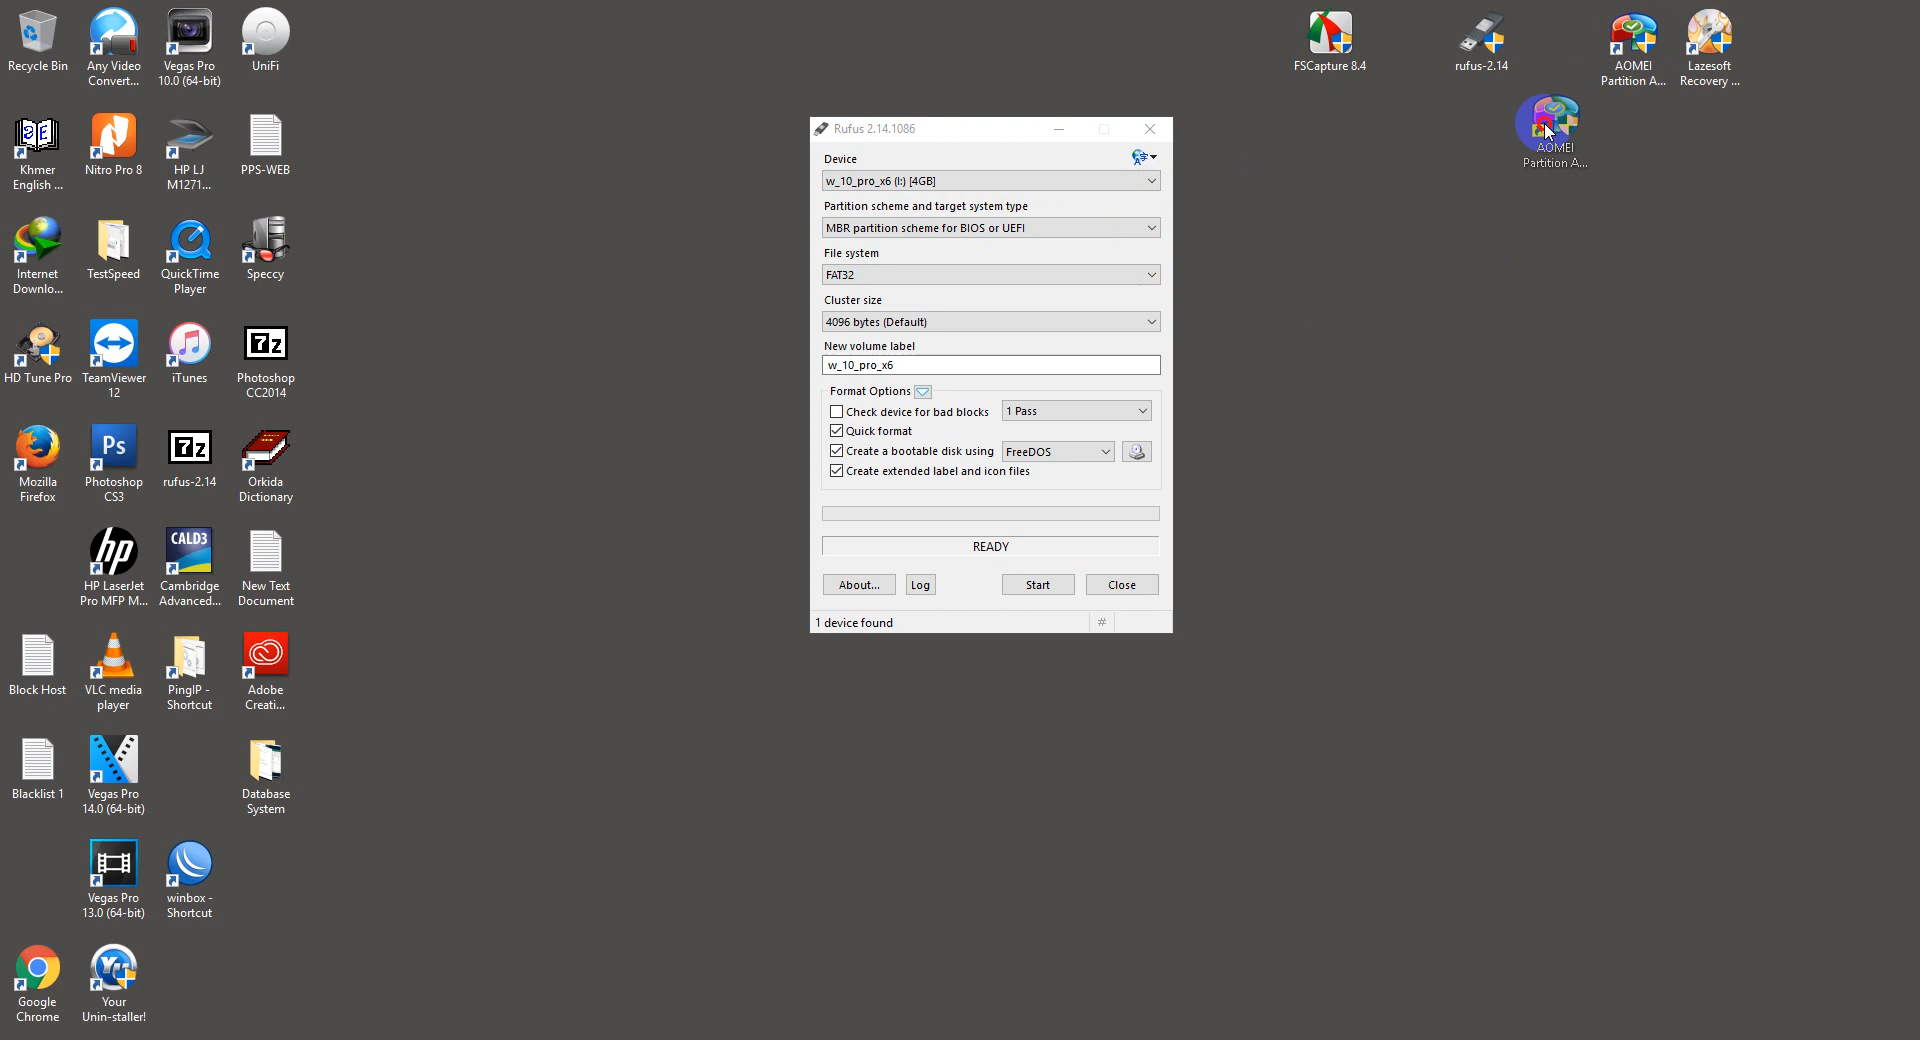 Recycle Bin
Any Video
Convert...
Vegas Pro
10.0 (64-bit)
UniFi
FSCapture 8.4
rufus-2.14
AOMEI
Partition A...
Lazesoft
Recovery ...
AOMEI
Partition A...
Khmer
English ...
Nitro Pro 8
HP LJ
M1271...
PPS-WEB
Internet
Downlo...
TestSpeed
QuickTime
Player
Speccy
HD Tune Pro
TeamViewer
12
iTunes
7z
Photoshop
CC2014
Mozilla
Firefox
Ps
Photoshop
CS3
7z
rufus-2.14
Orkida
Dictionary
hp
HP LaserJet
Pro MFP M...
CALD3
Cambridge
Advanced...
New Text
Document
Block Host
VLC media
player
PingIP -
Shortcut
Adobe
Creati...
Blacklist 1
Vegas Pro
14.0 (64-bit)
Database
System
Vegas Pro
13.0 (64-bit)
winbox -
Shortcut
Google
Chrome
Your
Unin-staller!
Rufus 2.14.1086
Device
w_10_pro_x6 (I:) [4GB]
Partition scheme and target system type
MBR partition scheme for BIOS or UEFI
File system
FAT32
Cluster size
4096 bytes (Default)
New volume label
w_10_pro_x6
Format Options
Check device for bad blocks
1 Pass
Quick format
Create a bootable disk using
FreeDOS
Create extended label and icon files
READY
About...
Log
Start
Close
1 device found
#